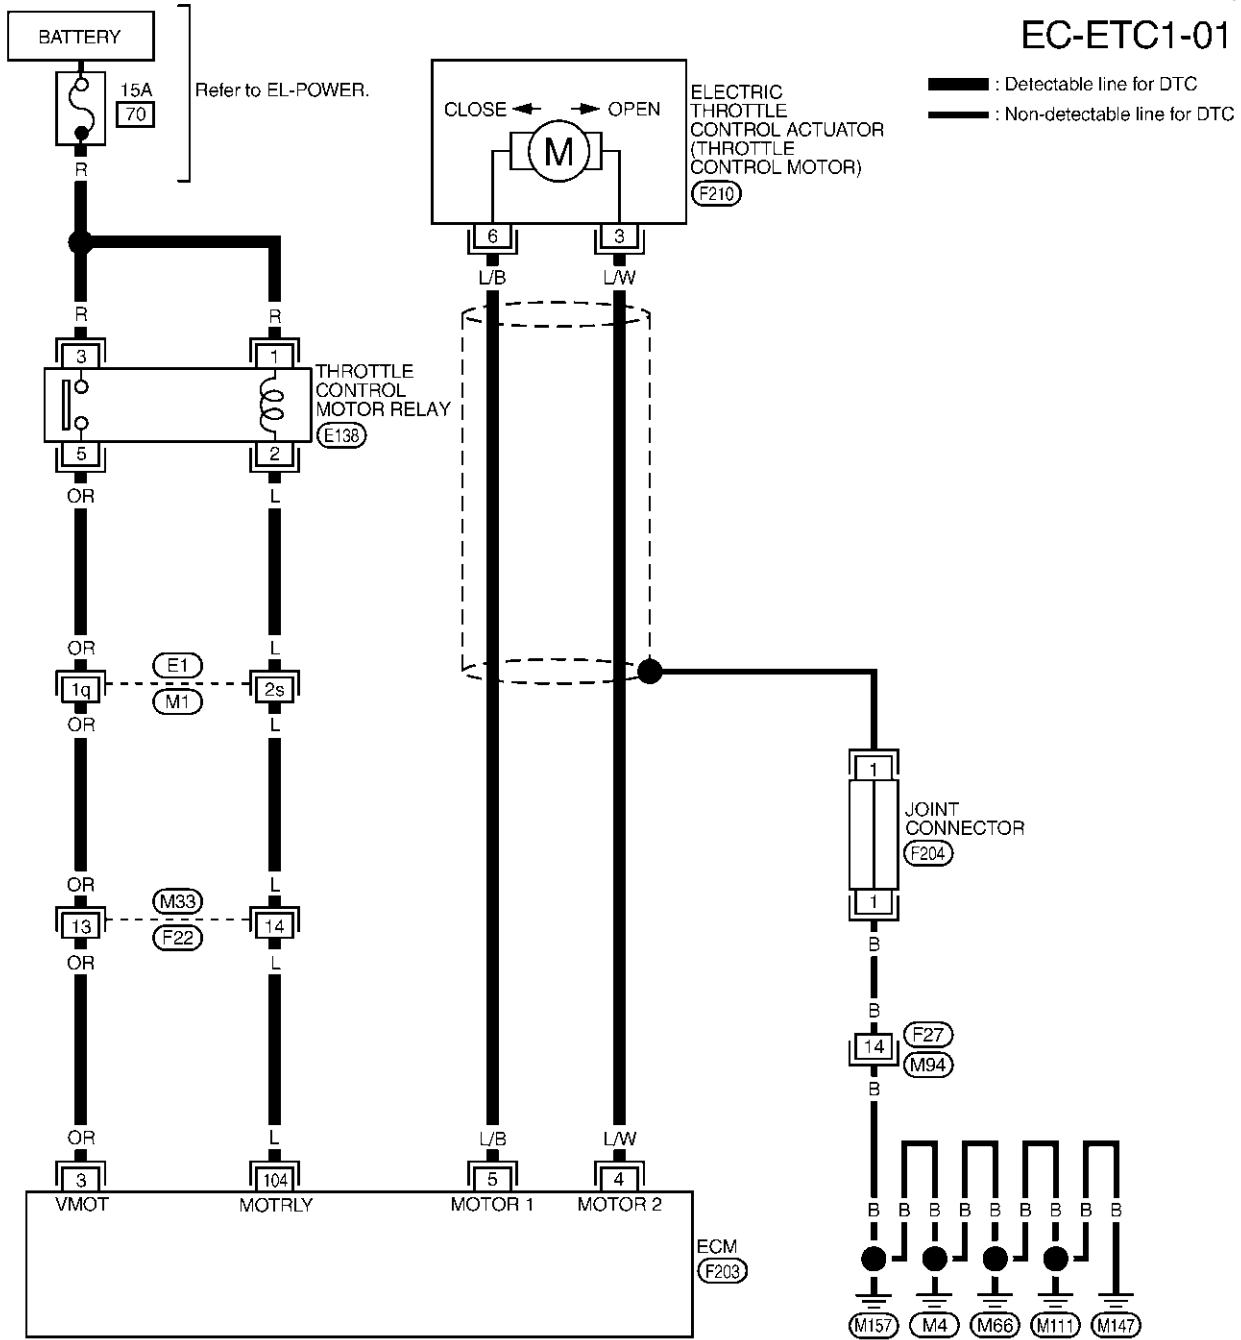 EC-ETC1-01
: Detectable line for DTC
: Non-detectable line for DTC
BATTERY
15A
70
Refer to EL-POWER.
R
R
R
3
1
THROTTLE
CONTROL
MOTOR RELAY
E138
5
2
OR
L
OR
L
E1
1q
2s
M1
OR
L
OR
L
M33
13
14
F22
OR
L
OR
L
3
104
VMOT
MOTRLY
CLOSE
OPEN
M
ELECTRIC
THROTTLE
CONTROL ACTUATOR
(THROTTLE
CONTROL MOTOR)
F210
6
3
L/B
L/W
L/B
L/W
5
4
MOTOR 1
MOTOR 2
ECM
F203
1
JOINT
CONNECTOR
F204
1
B
B
14
F27
M94
B
B B B B B B B B B
M157 M4 M66 M111 M147